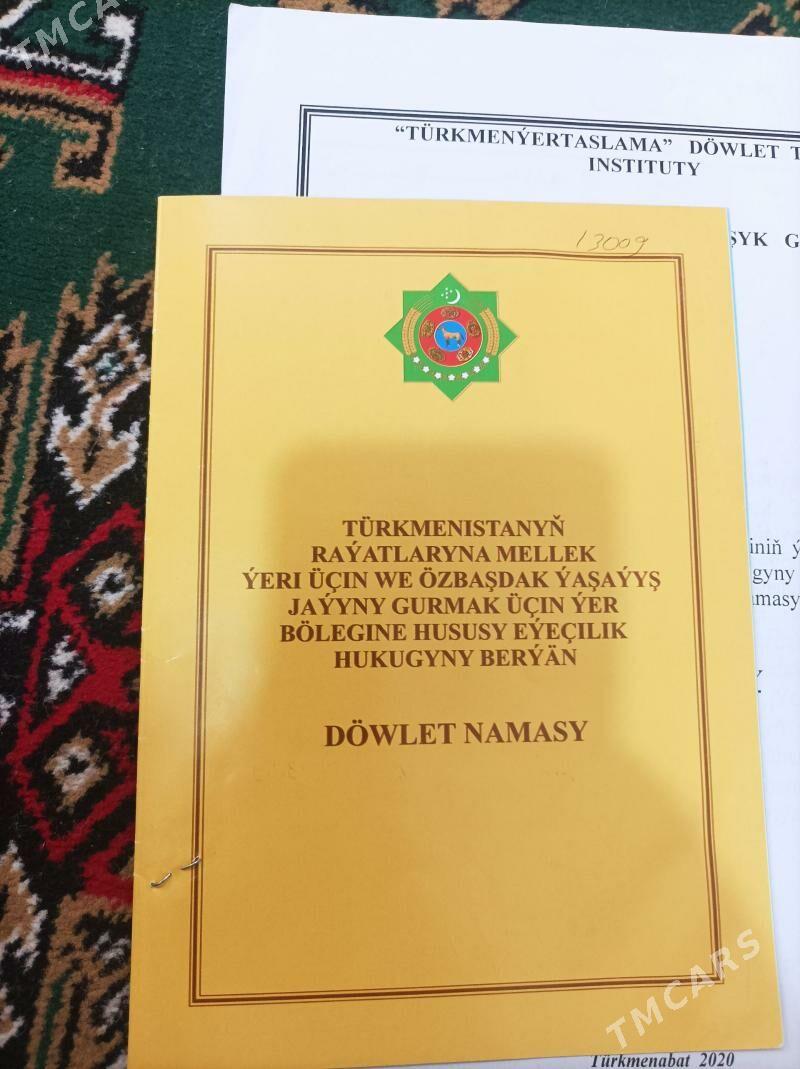 TMCARS
"TÜRKMENÝERTASLAMA" DÖWLET T
INSTITUTY
ŞYK G
13009
TÜRKMENISTANYŇ
RAÝATLARYNA MELLEK
ÝERI ÜÇIN WE ÖZBAŞDAK ÝAŞAÝYŞ
JAÝYNY GURMAK ÜÇIN ÝER
BÖLEGINE HUSUSY EÝEÇILIK
HUKUGYNY BERÝÄN
DÖWLET NAMASY
iniň ý
gyny
masy
TMCARS
Türkmenabat 2020